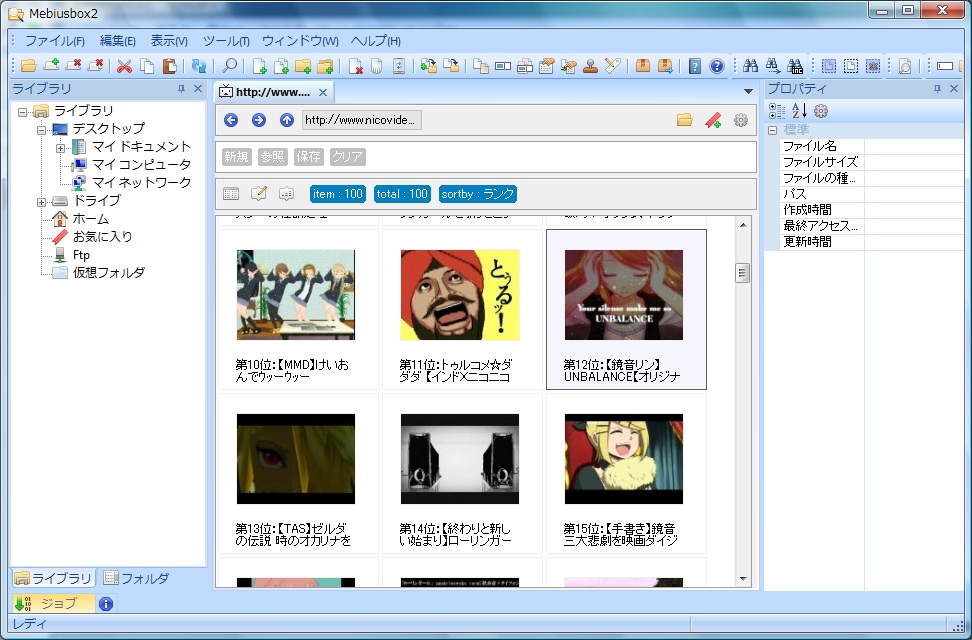 Mebiusbox2
ファイル(F) 編集(E) 表示(V) ツール(T) ウィンドウ(W) ヘルプ(H)
ライブラリ
ライブラリ
デスクトップ
マイ ドキュメント
マイ コンピュータ
マイ ネットワーク
ドライブ
ホーム
お気に入り
Ftp
仮想フォルダ
ライブラリ フォルダ
http://www....
http://www.nicovide...
新規 参照 保存 クリア
item : 100 total : 100 sortby : ランク
とぅるッ!
Your silence make me so
UNBALANCE
第10位:【MMD】けいお
んでウッーウッー
第11位:トゥルコメ☆ダ
ダダ 【インド×ニコニコ
第12位:【鏡音リン】
UNBALANCE【オリジナ
第13位:【TAS】ゼルダ
の伝説 時のオカリナを
第14位:【終わりと新し
い始まり】ローリンガー
第15位:【手書き】鏡音
三大悲劇を映画ダイジ
プロパティ
標準
ファイル名
ファイルサイズ
ファイルの種...
パス
作成時間
最終アクセス...
更新時間
ジョブ
レディ